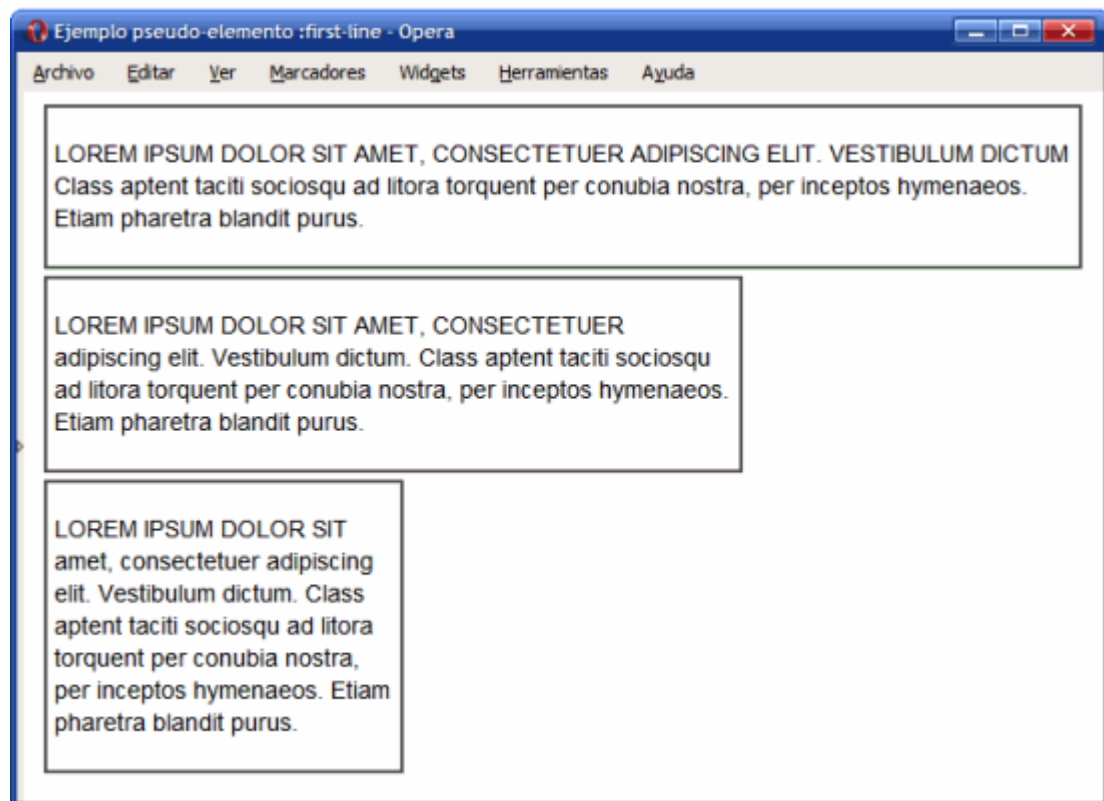 Ejemplo pseudo-elemento :first-line - Opera
Archivo Editar Ver Marcadores Widgets Herramientas Ayuda
LOREM IPSUM DOLOR SIT AMET, CONSECTETUER ADIPISCING ELIT. VESTIBULUM DICTUM
Class aptent taciti sociosqu ad litora torquent per conubia nostra, per inceptos hymenaeos.
Etiam pharetra blandit purus.
LOREM IPSUM DOLOR SIT AMET, CONSECTETUER
adipiscing elit. Vestibulum dictum. Class aptent taciti sociosqu
ad litora torquent per conubia nostra, per inceptos hymenaeos.
Etiam pharetra blandit purus.
LOREM IPSUM DOLOR SIT
amet, consectetuer adipiscing
elit. Vestibulum dictum. Class
aptent taciti sociosqu ad litora
torquent per conubia nostra,
per inceptos hymenaeos. Etiam
pharetra blandit purus.